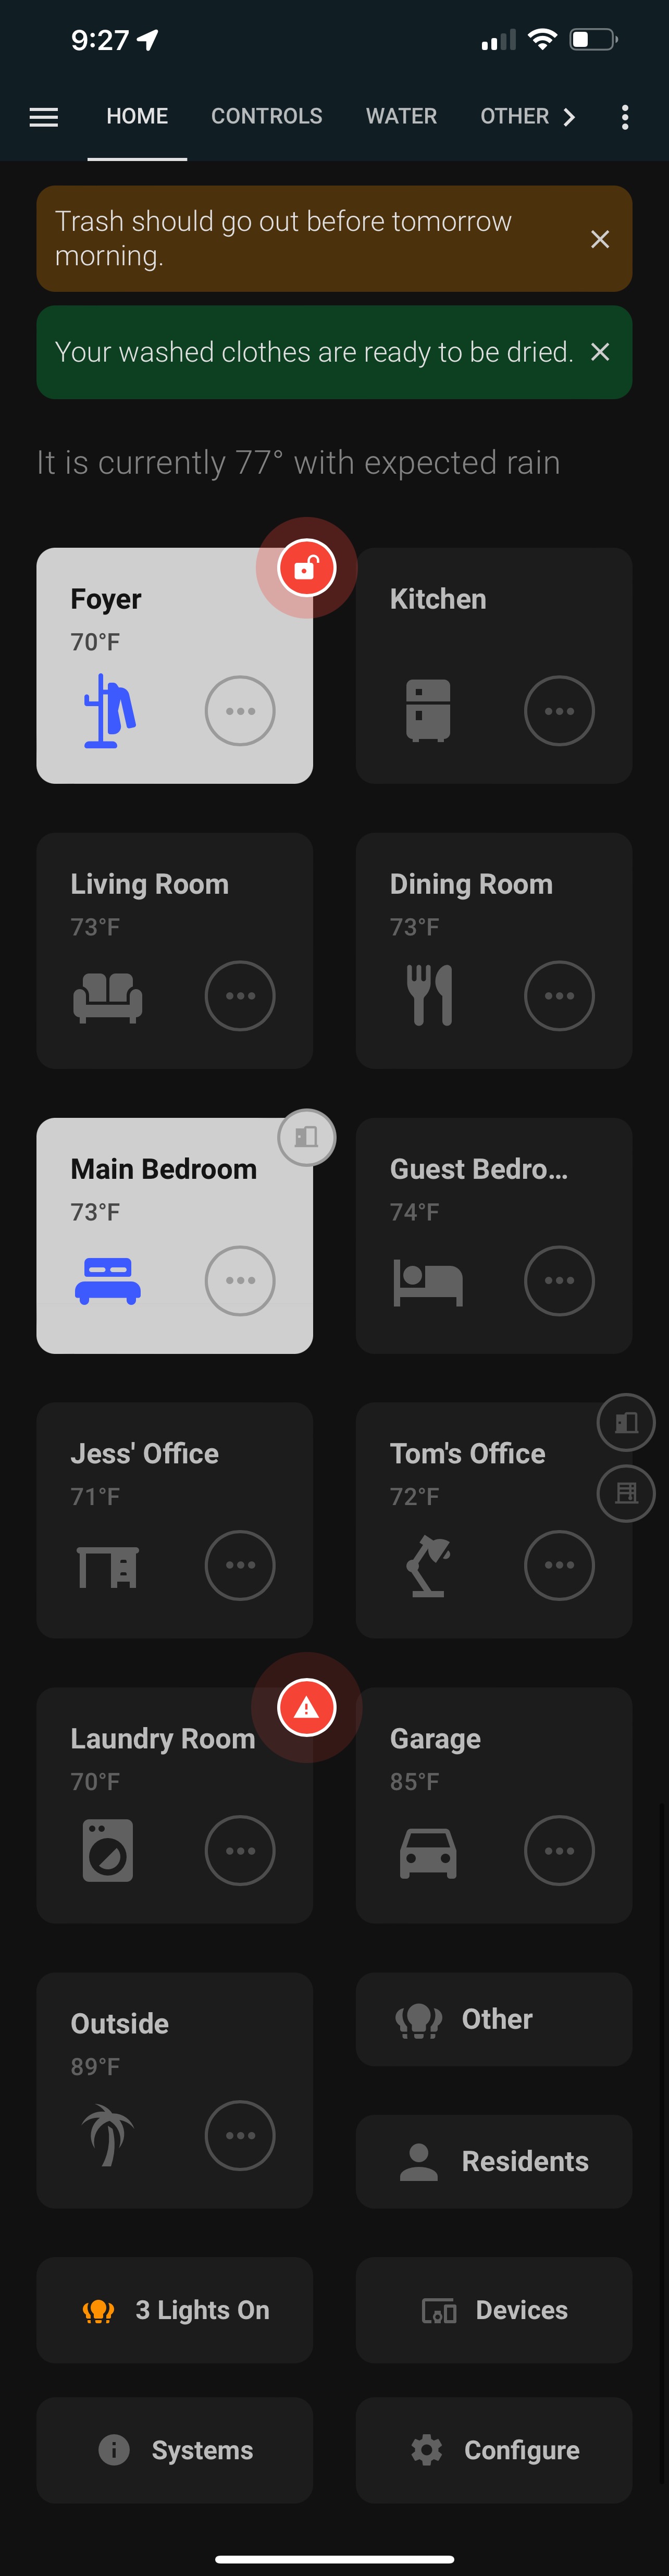 9:27
HOME CONTROLS WATER OTHER
Trash should go out before tomorrow
morning.
Your washed clothes are ready to be dried.
It is currently 77° with expected rain
Foyer
70°F
Kitchen
Living Room
73°F
Dining Room
73°F
Main Bedroom
73°F
Guest Bedro...
74°F
Jess' Office
71°F
Tom's Office
72°F
Laundry Room
70°F
Garage
85°F
Outside
89°F
Other
Residents
3 Lights On
Devices
Systems
Configure